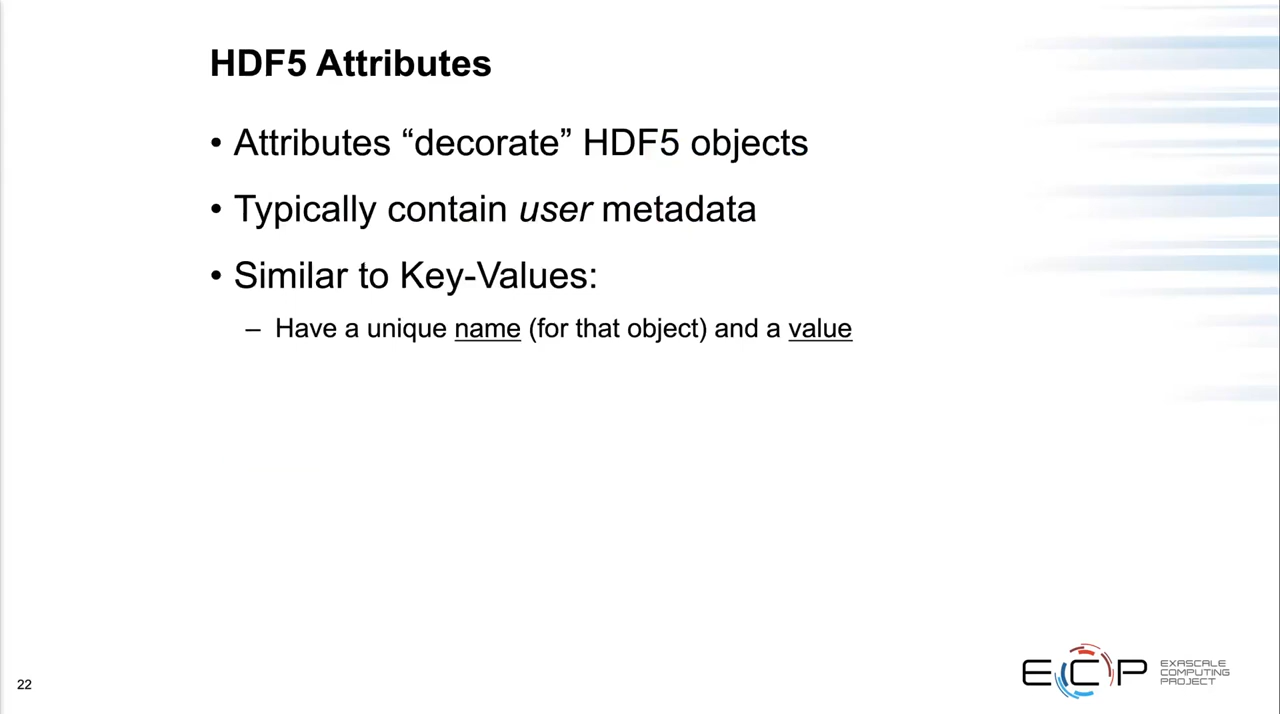 HDF5 Attributes
• Attributes “decorate” HDF5 objects
• Typically contain user metadata
• Similar to Key-Values:
– Have a unique name (for that object) and a value
22
ECP
EXASCALE
COMPUTING
PROJECT